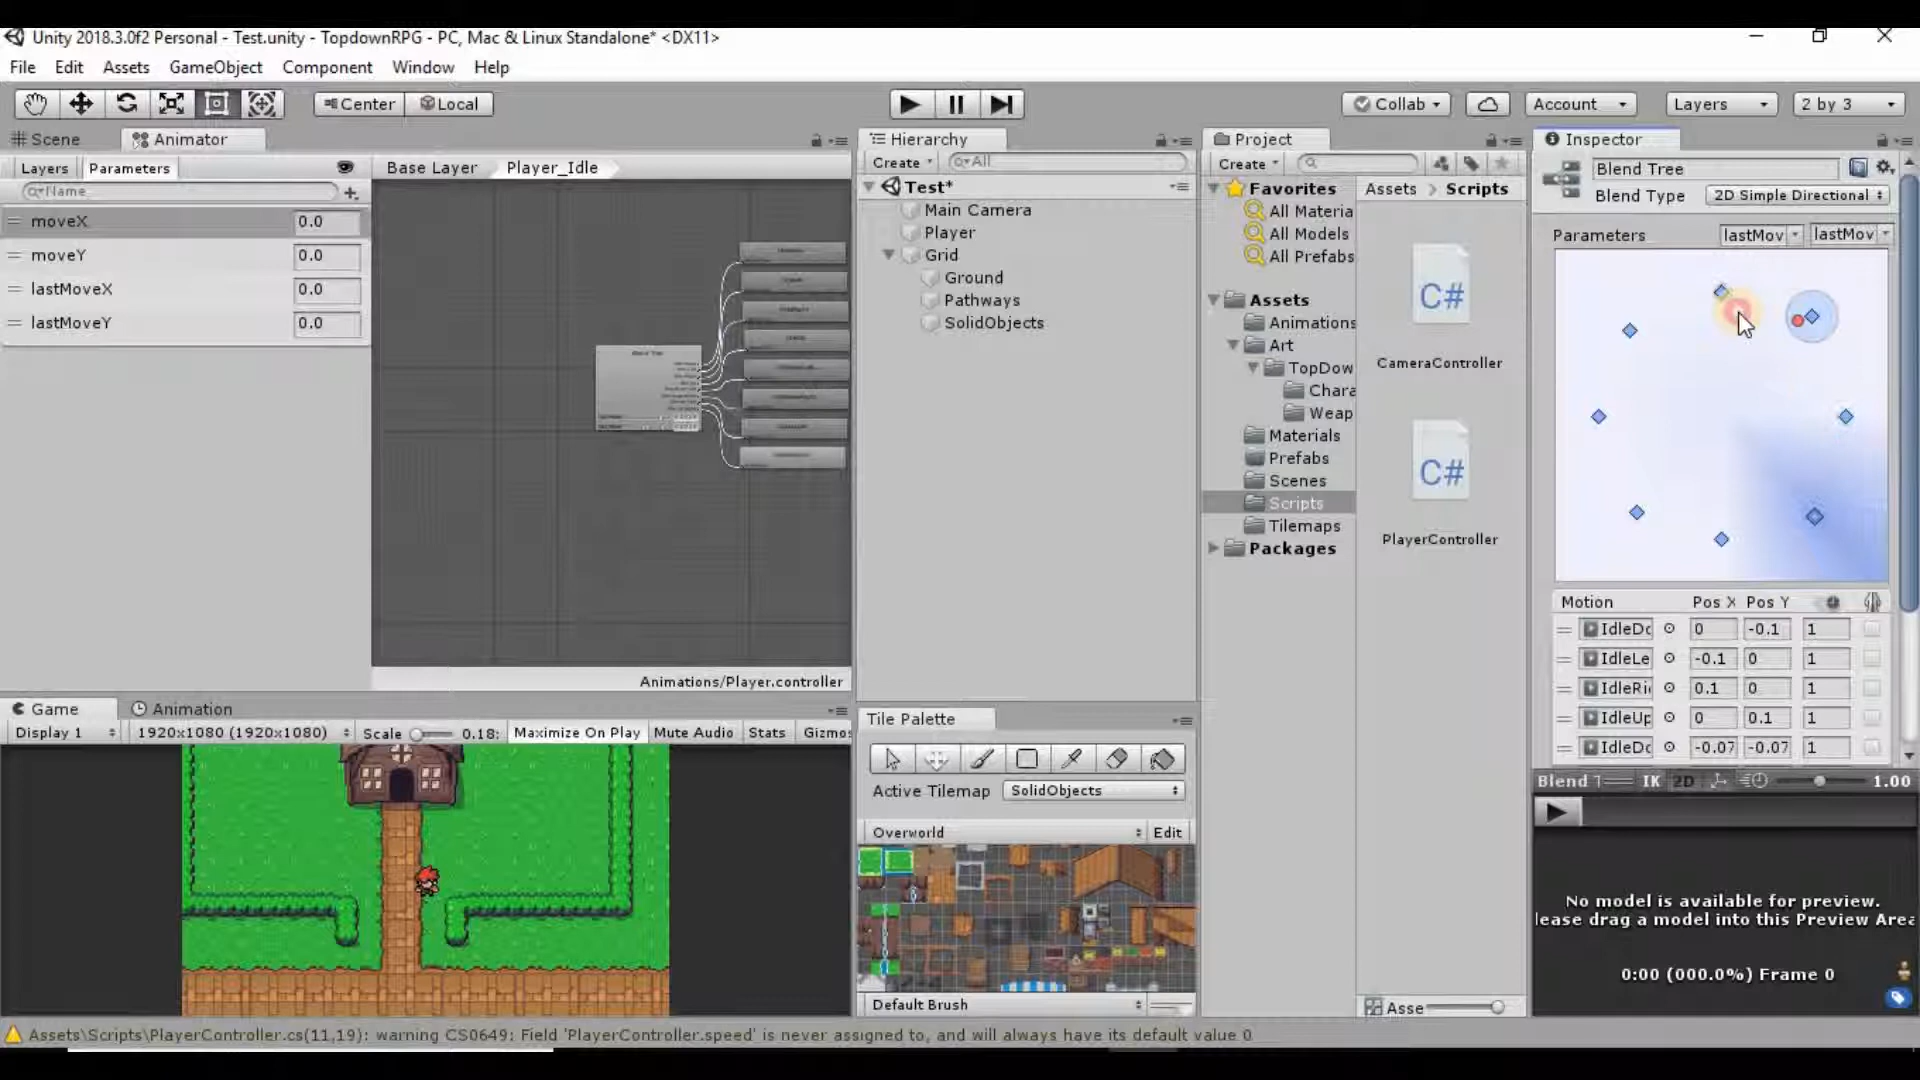 Unity 2018.3.0f2 Personal - Test.unity - TopdownRPG - PC, Mac & Linux Standalone* <DX11>
File Edit Assets GameObject Component Window Help
Center Local Collab Account Layers 2 by 3
Scene Animator
Layers Parameters
Name
moveX 0.0
moveY 0.0
lastMoveX 0.0
lastMoveY 0.0
Base Layer Player_Idle
Animations/Player.controller
Hierarchy
Create All
Test*
Main Camera
Player
Grid
Ground
Pathways
SolidObjects
Project
Create
Favorites
All Materia
All Models
All Prefabs
Assets
Animations
Art
TopDow
Chara
Weap
Materials
Prefabs
Scenes
Scripts
Tilemaps
Packages
Assets Scripts
C#
CameraController
C#
PlayerController
Asse
Inspector
Blend Tree
Blend Type 2D Simple Directional
Parameters lastMov lastMov
Motion Pos X Pos Y
IdleDo 0 -0.1 1
IdleLe -0.1 0 1
IdleRi 0.1 0 1
IdleUp 0 0.1 1
IdleDo -0.07 -0.07 1
Blend T IK 2D 1.00
No model is available for preview.
lease drag a model into this Preview Area
0:00 (000.0%) Frame 0
Game Animation
Display 1 1920x1080 (1920x1080) Scale 0.18: Maximize On Play Mute Audio Stats Gizmos
Tile Palette
Active Tilemap SolidObjects
Overworld Edit
Default Brush
Assets\Scripts\PlayerController.cs(11,19): warning CS0649: Field 'PlayerController.speed' is never assigned to, and will always have its default value 0